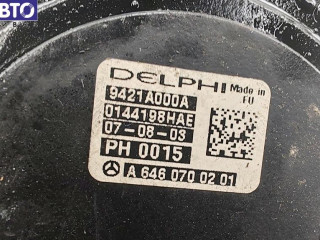 ВТО
DELPHI
Made in
EU
9421A000A
0144198HAE
07-08-03
PH 0015
A 646 070 02 01